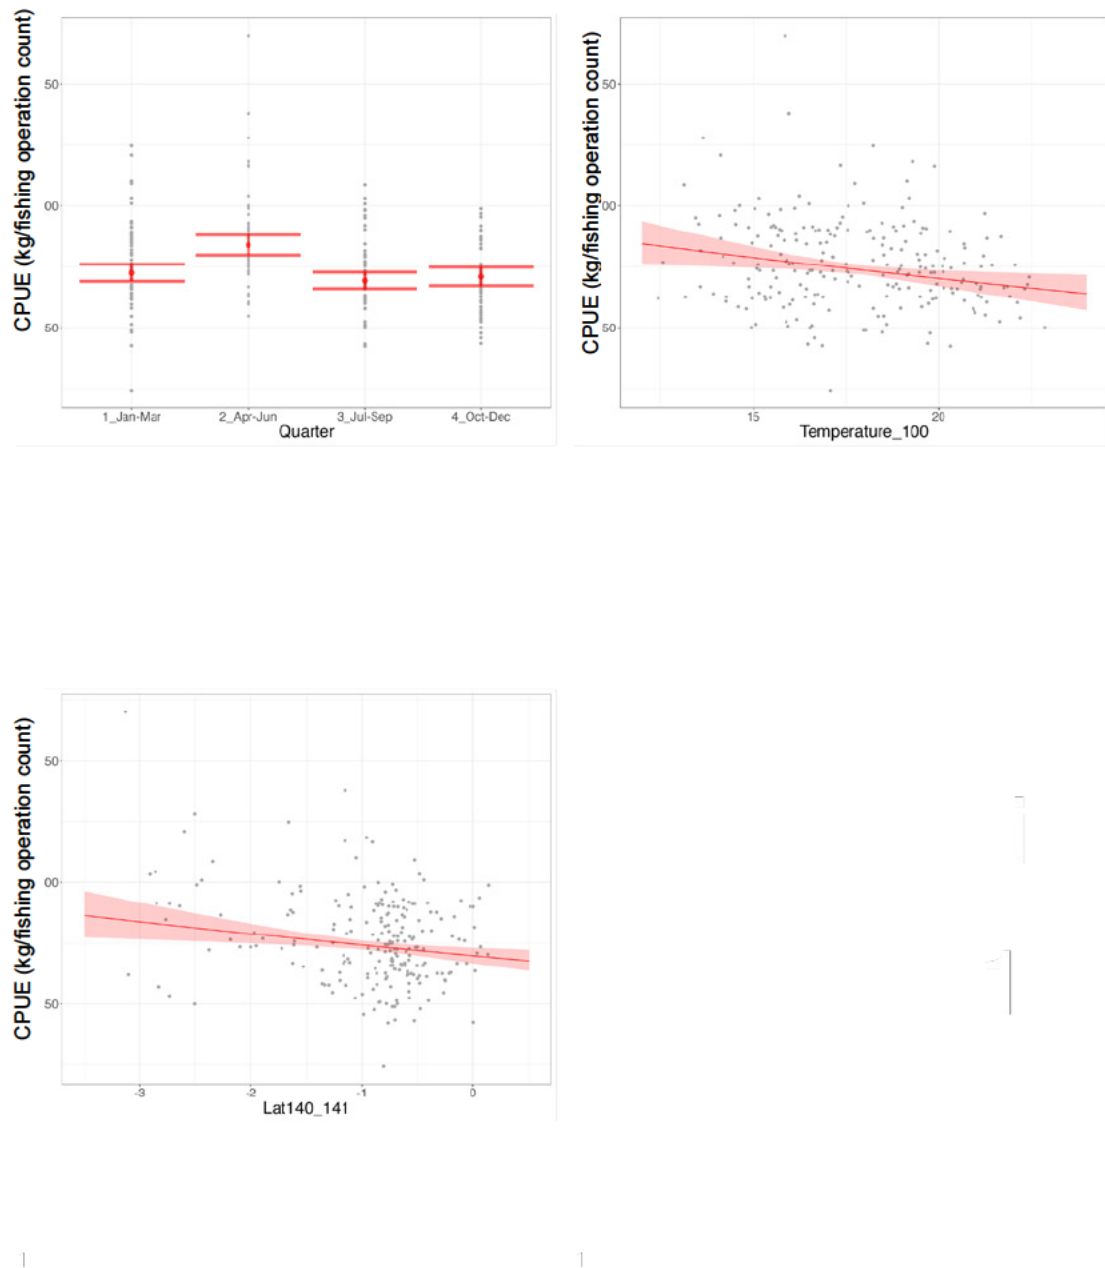 CPUE (kg/fishing operation count)
50
00
50
1_Jan-Mar 2_Apr-Jun 3_Jul-Sep 4_Oct-Dec
Quarter
CPUE (kg/fishing operation count)
50
00
50
15 20
Temperature_100
CPUE (kg/fishing operation count)
50
00
50
-3 -2 -1 0
Lat140_141